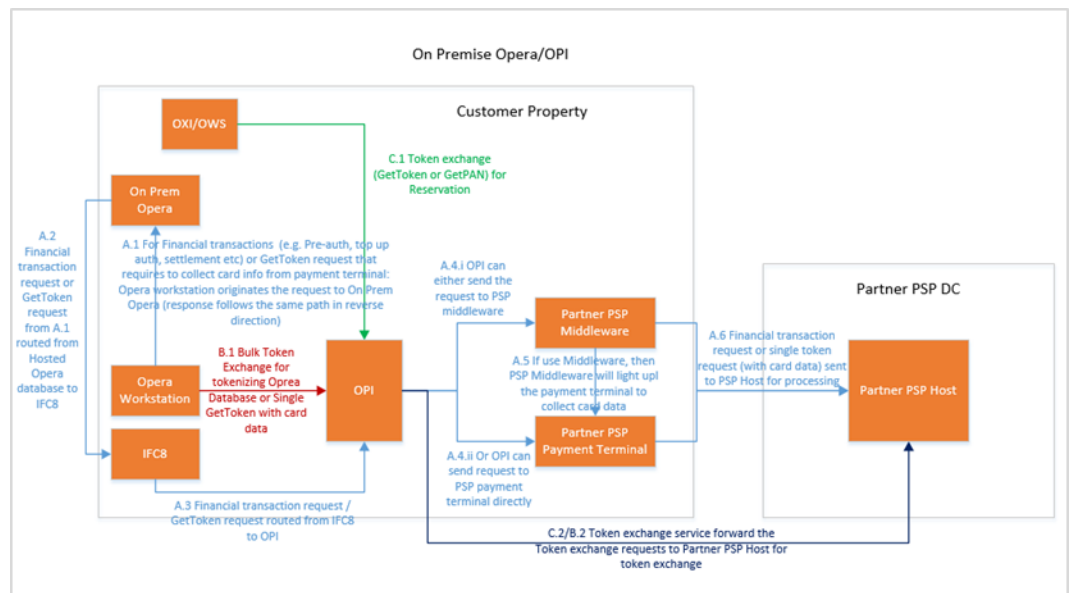 On Premise Opera/OPI
Customer Property
OXI/OWS
C.1 Token exchange
(GetToken or GetPAN) for
Reservation
On Prem
Opera
A.2
Financial
transaction
request or
GetToken
request
from A.1
routed from
Hosted
Opera
database to
IFC8
A.1 For Financial transactions (e.g. Pre-auth, top up
auth, settlement etc) or GetToken request that
requires to collect card info from payment terminal:
Opera workstation originates the request to On Prem
Opera (response follows the same path in reverse
direction)
A.4.i OPI can
either send the
request to PSP
middleware
Partner PSP
Middleware
Partner PSP DC
A.6 Financial transaction
request or single token
request (with card data) sent
to PSP Host for processing
B.1 Bulk Token
Exchange for
tokenizing Oprea
Database or Single
GetToken with card
data
A.5 If use Middleware, then
PSP Middleware will light upl
the payment terminal to
collect card data
Opera
Workstation
OPI
Partner PSP Host
Partner PSP
Payment Terminal
IFC8
A.4.ii Or OPI can
send request to
PSP payment
terminal directly
A.3 Financial transaction request /
GetToken request routed from IFC8
to OPI
C.2/B.2 Token exchange service forward the
Token exchange requests to Partner PSP Host for
token exchange